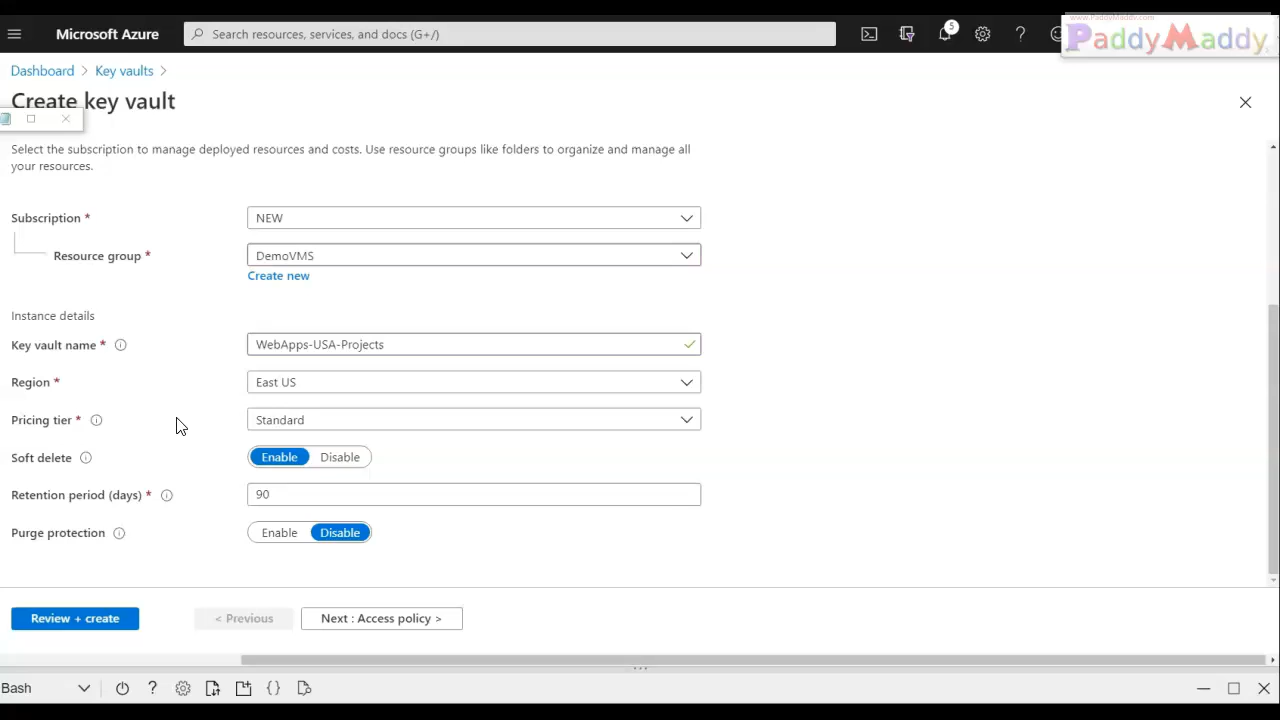 www.PaddyMaddy.com
PaddyMaddy.
Microsoft Azure
Search resources, services, and docs (G+/)
5
Dashboard > Key vaults >
Create key vault
Select the subscription to manage deployed resources and costs. Use resource groups like folders to organize and manage all
your resources.
Subscription * NEW
Resource group * DemoVMS
Create new
Instance details
Key vault name * WebApps-USA-Projects
Region * East US
Pricing tier * Standard
Soft delete Enable Disable
Retention period (days) * 90
Purge protection Enable Disable
Review + create < Previous Next : Access policy >
Bash